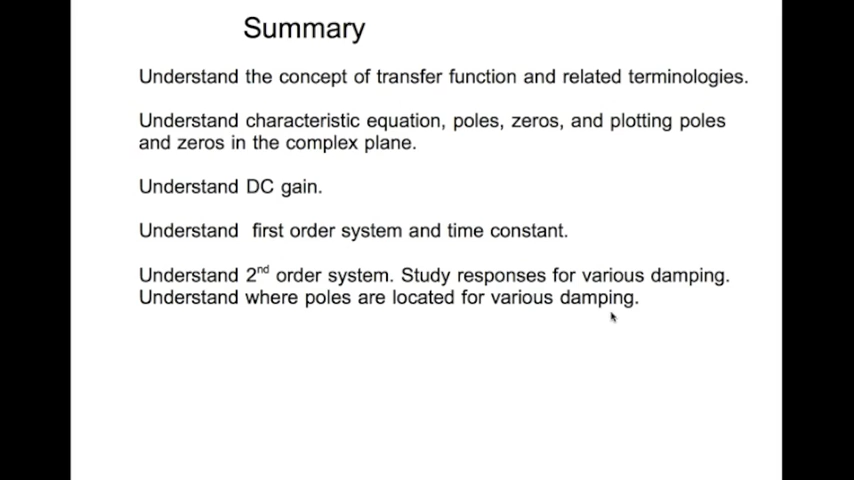 Summary
Understand the concept of transfer function and related terminologies.
Understand characteristic equation, poles, zeros, and plotting poles
and zeros in the complex plane.
Understand DC gain.
Understand  first order system and time constant.
Understand 2nd order system. Study responses for various damping.
Understand where poles are located for various damping.